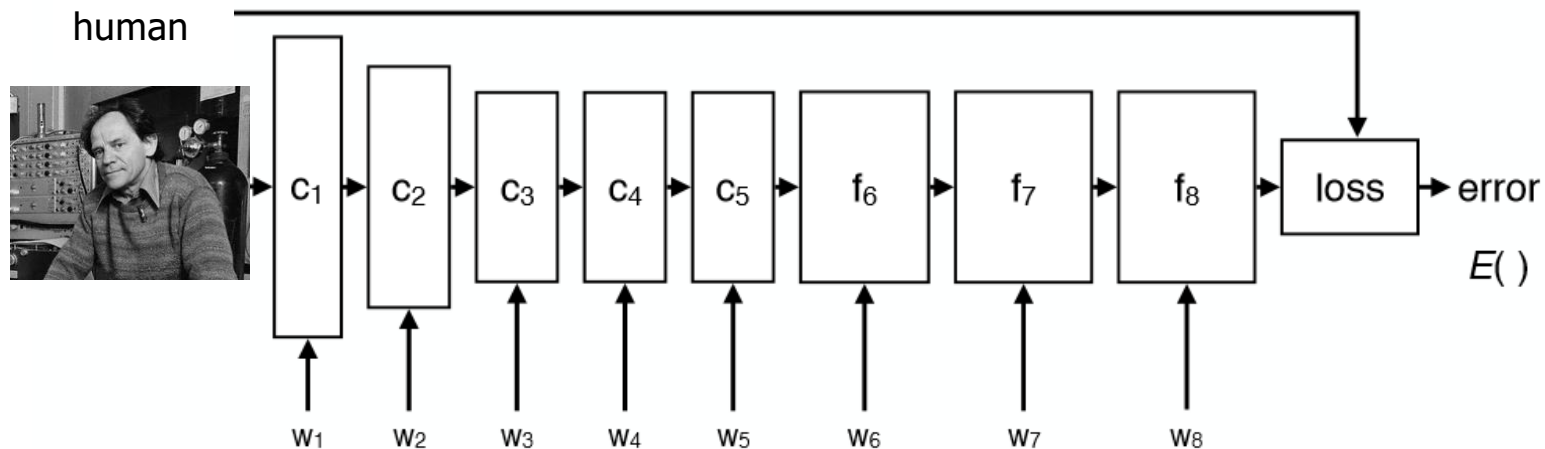 human
c₁ c₂ c₃ c₄ c₅ f₆ f₇ f₈ loss error
E( )
w₁ w₂ w₃ w₄ w₅ w₆ w₇ w₈